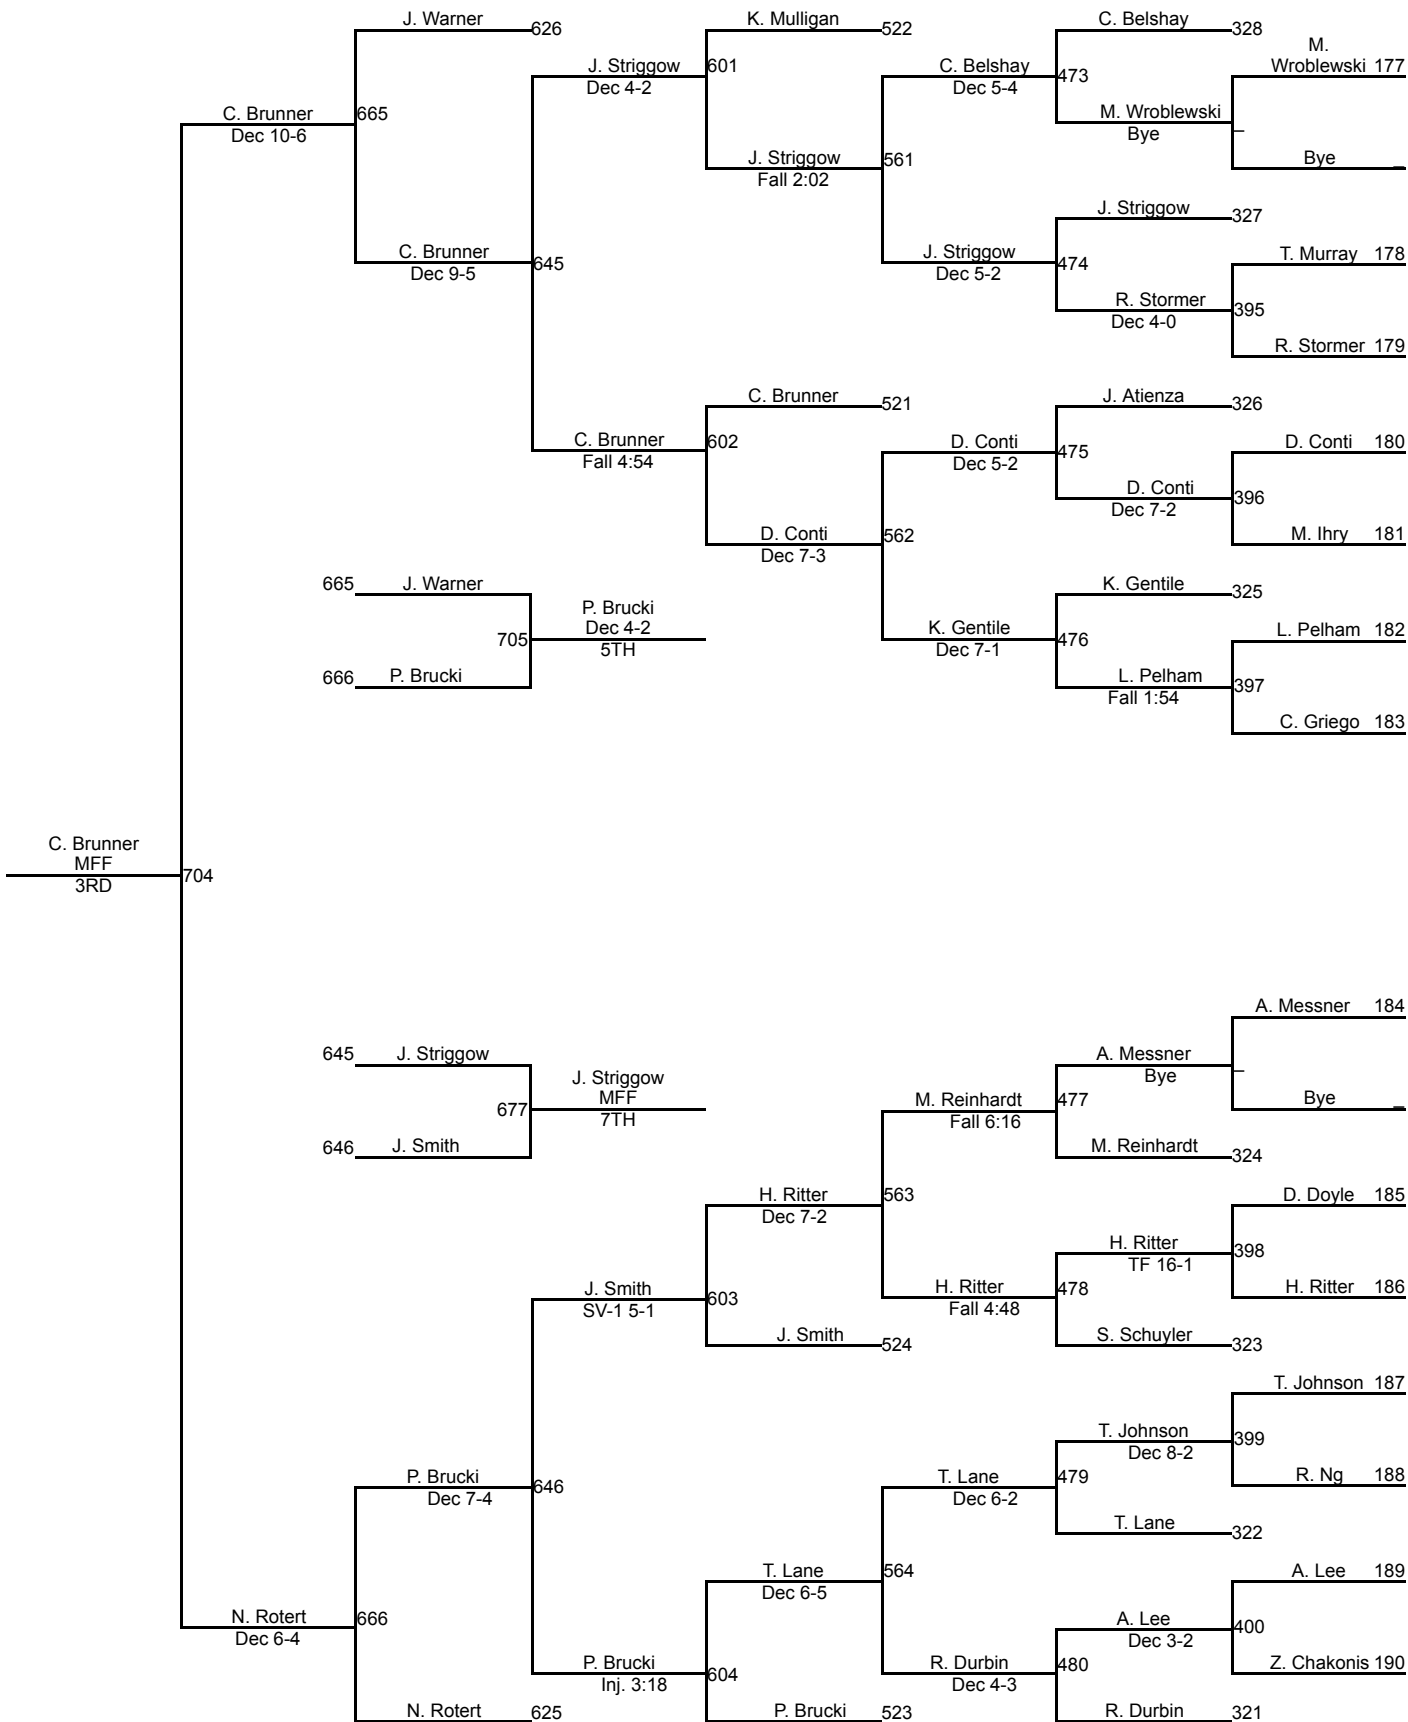 J. Warner
626
K. Mulligan
522
C. Belshay
328
M.
Wroblewski 177
J. Striggow
Dec 4-2
601
C. Belshay
Dec 5-4
473
C. Brunner
Dec 10-6
665
M. Wroblewski
Bye
_
J. Striggow
Fall 2:02
561
Bye _
J. Striggow
327
C. Brunner
Dec 9-5
645
J. Striggow
Dec 5-2
474
T. Murray 178
R. Stormer
Dec 4-0
395
R. Stormer 179
C. Brunner
521
J. Atienza
326
C. Brunner
Fall 4:54
602
D. Conti
Dec 5-2
475
D. Conti 180
D. Conti
Dec 7-2
396
D. Conti
Dec 7-3
562
M. Ihry 181
665 J. Warner
K. Gentile
325
P. Brucki
Dec 4-2
5TH
705
K. Gentile
Dec 7-1
476
L. Pelham 182
666 P. Brucki
L. Pelham
Fall 1:54
397
C. Griego 183
C. Brunner
MFF
3RD
704
A. Messner 184
645 J. Striggow
A. Messner
Bye
_
J. Striggow
MFF
7TH
677
M. Reinhardt
Fall 6:16
477
Bye _
646 J. Smith
M. Reinhardt
324
H. Ritter
Dec 7-2
563
D. Doyle 185
H. Ritter
TF 16-1
398
J. Smith
SV-1 5-1
603
H. Ritter
Fall 4:48
478
H. Ritter 186
J. Smith
524
S. Schuyler
323
T. Johnson 187
T. Johnson
Dec 8-2
399
P. Brucki
Dec 7-4
646
T. Lane
Dec 6-2
479
R. Ng 188
T. Lane
322
T. Lane
Dec 6-5
564
A. Lee 189
N. Rotert
Dec 6-4
666
A. Lee
Dec 3-2
400
P. Brucki
Inj. 3:18
604
R. Durbin
Dec 4-3
480
Z. Chakonis 190
N. Rotert
625
P. Brucki
523
R. Durbin
321